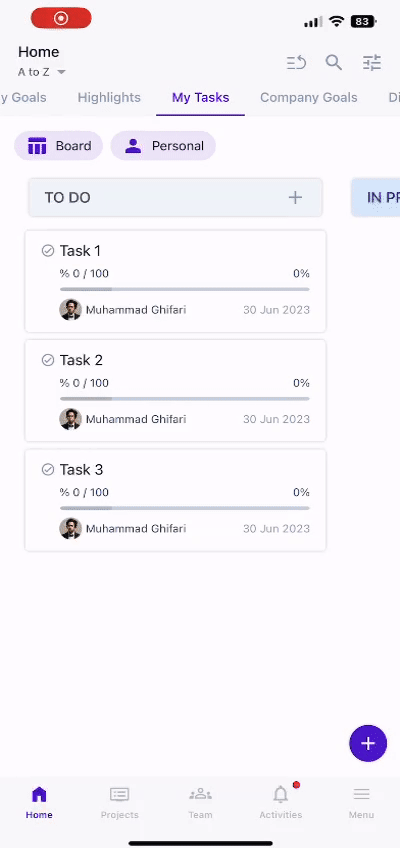 83
Home
A to Z
y Goals Highlights My Tasks Company Goals Di
Board Personal
TO DO IN PR
Task 1
% 0 / 100 0%
Muhammad Ghifari 30 Jun 2023
Task 2
% 0 / 100 0%
Muhammad Ghifari 30 Jun 2023
Task 3
% 0 / 100 0%
Muhammad Ghifari 30 Jun 2023
Home Projects Team Activities Menu